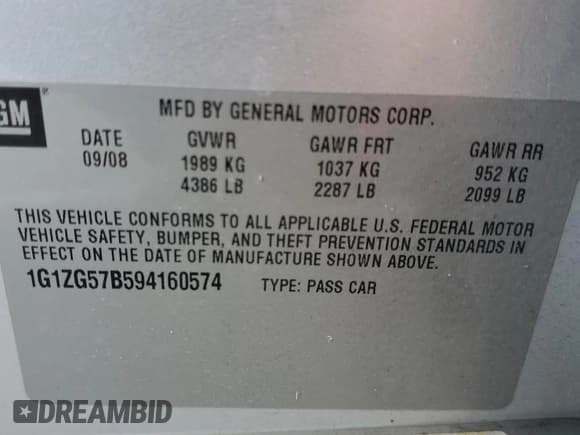 GM
MFD BY GENERAL MOTORS CORP.
DATE GVWR GAWR FRT GAWR RR
09/08 1989 KG 1037 KG 952 KG
4386 LB 2287 LB 2099 LB
THIS VEHICLE CONFORMS TO ALL APPLICABLE U.S. FEDERAL MOTOR
VEHICLE SAFETY, BUMPER, AND THEFT PREVENTION STANDARDS IN
EFFECT ON THE DATE OF MANUFACTURE SHOWN ABOVE.
1G1ZG57B594160574 TYPE: PASS CAR
DREAMBID